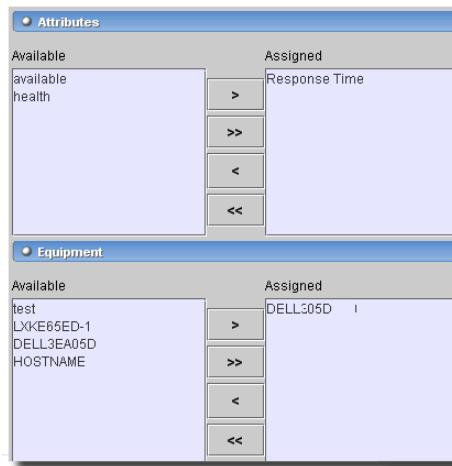 Attributes
Available Assigned
available Response Time
health
>
>>
<
<<
Equipment
Available Assigned
test
LXKE65ED-1
DELL3EA05D
HOSTNAME
>
>>
<
<<